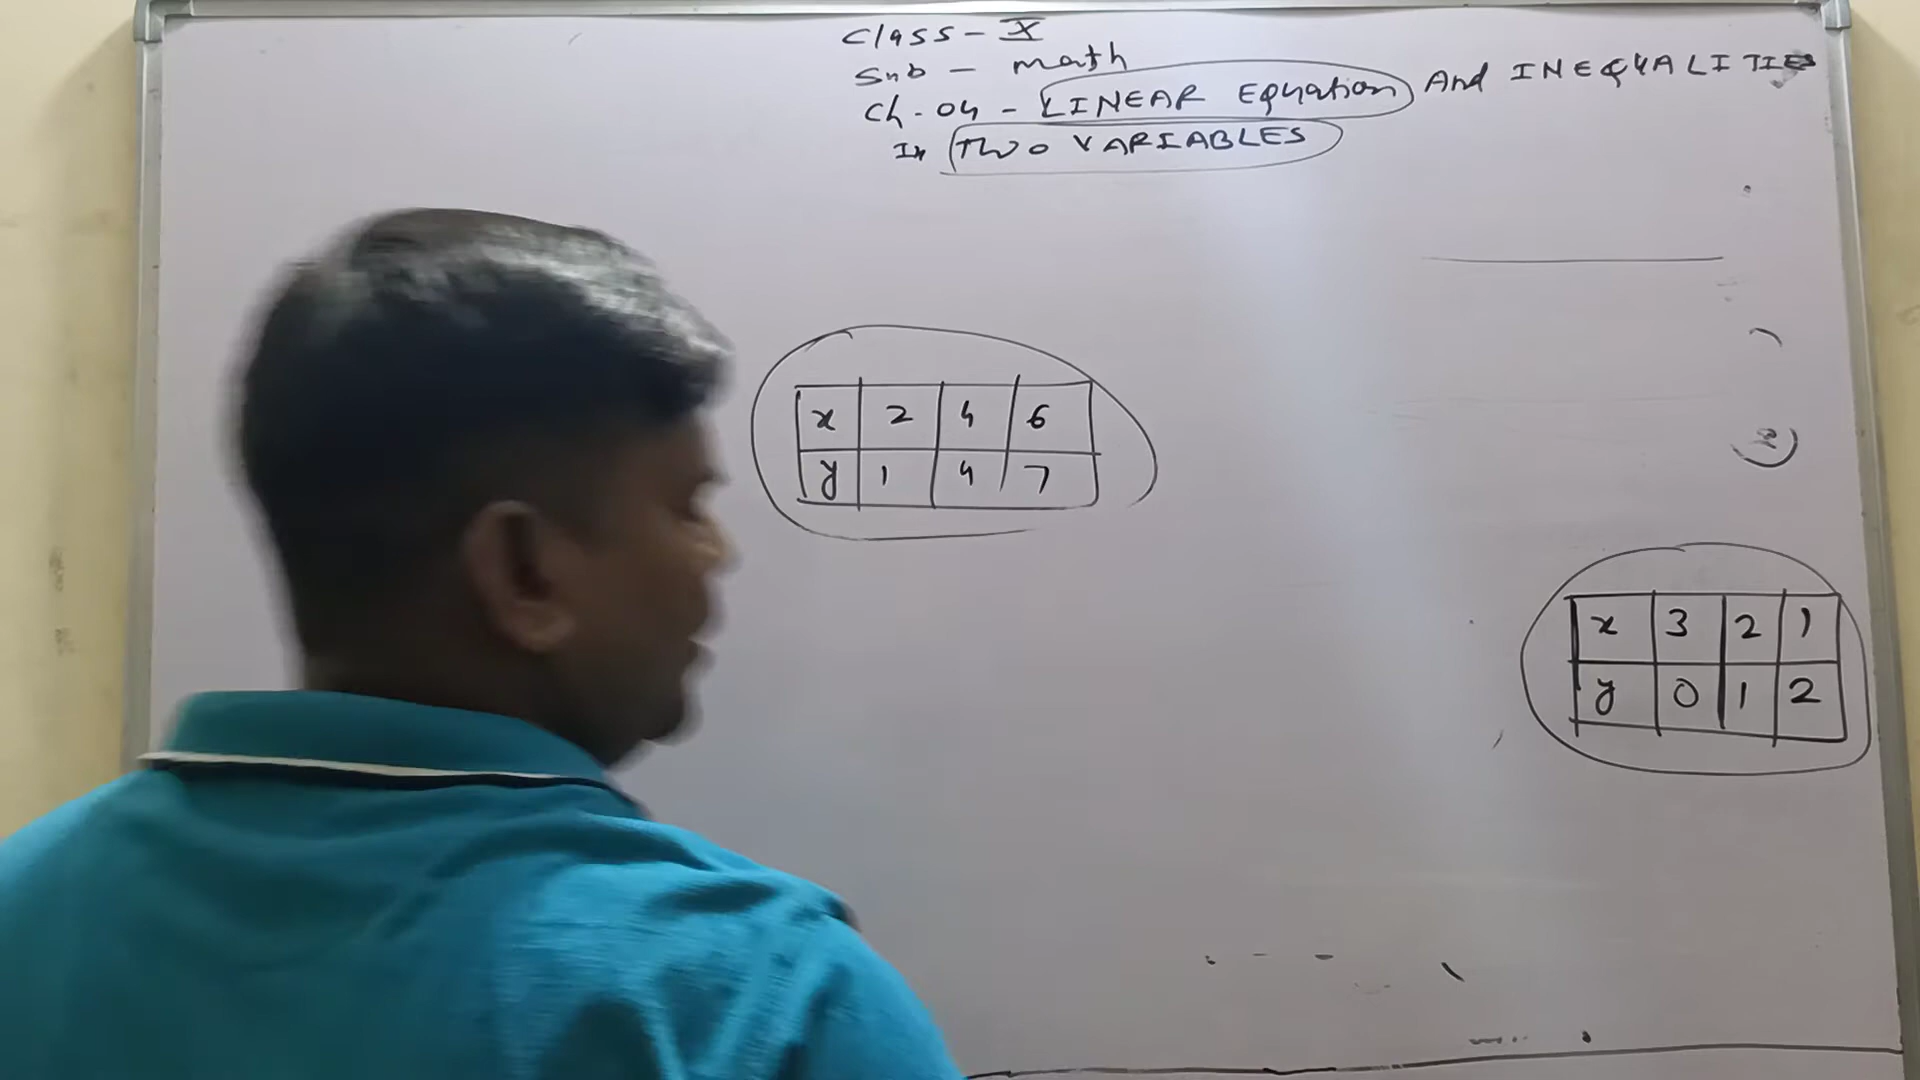 Class - X
Sub - math
Ch-04 - LINEAR Equation And INEQUALITIES
In TWO VARIABLES
x 2 4 6
y 1 4 7
x 3 2 1
y 0 1 2